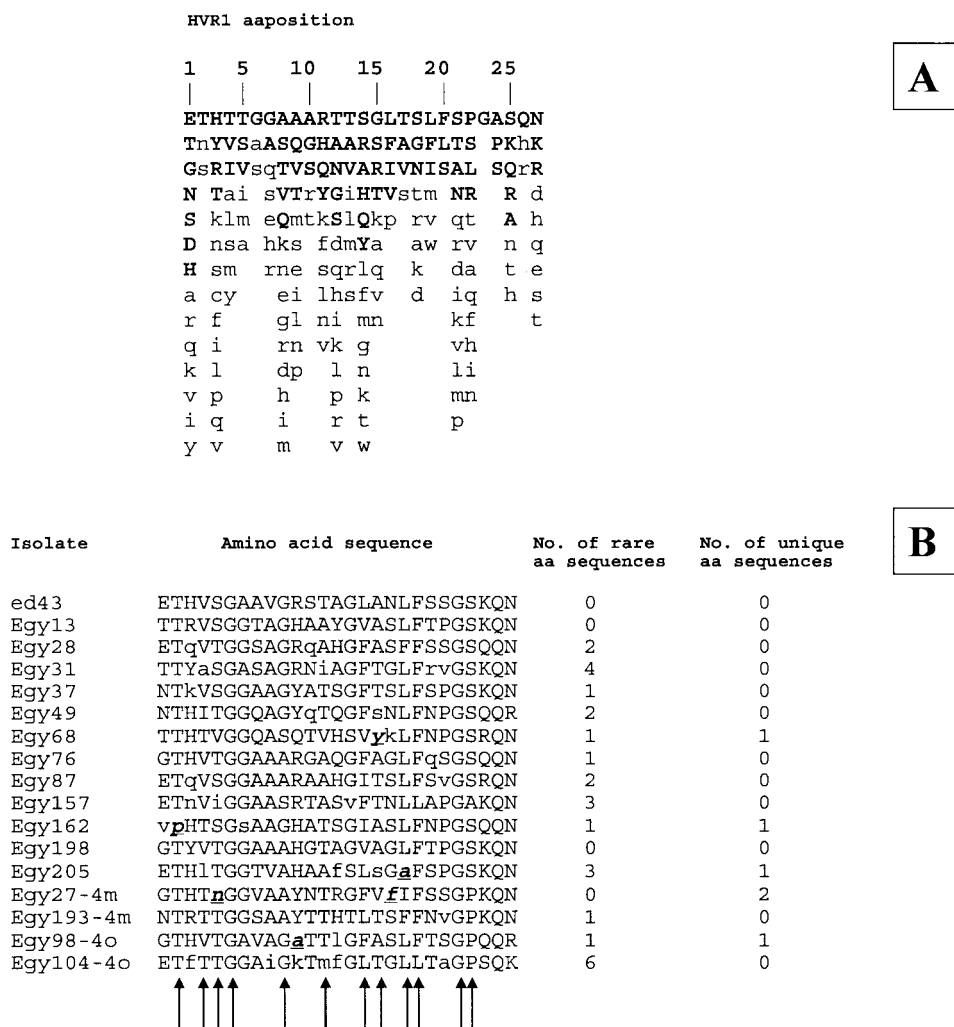 HVR1 aaposition
A
1 5 10 15 20 25
ETHTTGGAAARTTSGLTSLFSPGASQN
TnYVSaASQGHAARSFAGFLTS PKhK
GsRIVsqTVSQNVARIVNISAL SQrR
N Tai sVTrYGiHTVstm NR  R d
S klm eQmtkSlQkp rv qt  A h
D nsa hks fdmYa  aw rv  n q
H sm  rne sqrlq  k  da  t e
a cy   ei lhsfv  d  iq  h s
r f    gl ni mn     kf    t
q i    rn vk g      vh
k l    dp  l n      li
v p    h   p k      mn
i q    i   r t      p
y v    m   v w
B
Isolate Amino acid sequence No. of rare aa sequences No. of unique aa sequences
ed43 ETHVSGAAVGRSTAGLANLFSSGSKQN 0 0
Egy13 TTRVSGGTAGHAAYGVASLFTPGSKQN 0 0
Egy28 ETqVTGGSAGRqAHGFASFFSSGSQQN 2 0
Egy31 TTYaSGASAGRNiAGFTGLFrvGSKQN 4 0
Egy37 NTkVSGGAAGYATSGFTSLFSPGSKQN 1 0
Egy49 NTHITGGQAGYqTQGFsNLFNPGSQQR 2 0
Egy68 TTHTVGGQASQTVHSVykLFNPGSRQN 1 1
Egy76 GTHVTGGAAARGAQGFAGLFqSGSQQN 1 0
Egy87 ETqVSGGAAARAAHGITSLFSvGSRQN 2 0
Egy157 ETnViGGAASRTASvFTNLLAPGAKQN 3 0
Egy162 vpHTSGsAAGHATSGIASLFNPGSQQN 1 1
Egy198 GTYVTGGAAAHGTAGVAGLFTPGSKQN 0 0
Egy205 ETHlTGGTVAHAAfSLsGaFSPGSKQN 3 1
Egy27-4m GTHTnGGVAAYNTRGFVfIFSSGPKQN 0 2
Egy193-4m NTRTTGGSAAYTTHTLTSFFNvGPKQN 1 0
Egy98-4o GTHVTGAVAGaTTlGFASLFTSGPQQR 1 1
Egy104-4o ETfTTGGAiGkTmfGLTGLLTaGPSQK 6 0